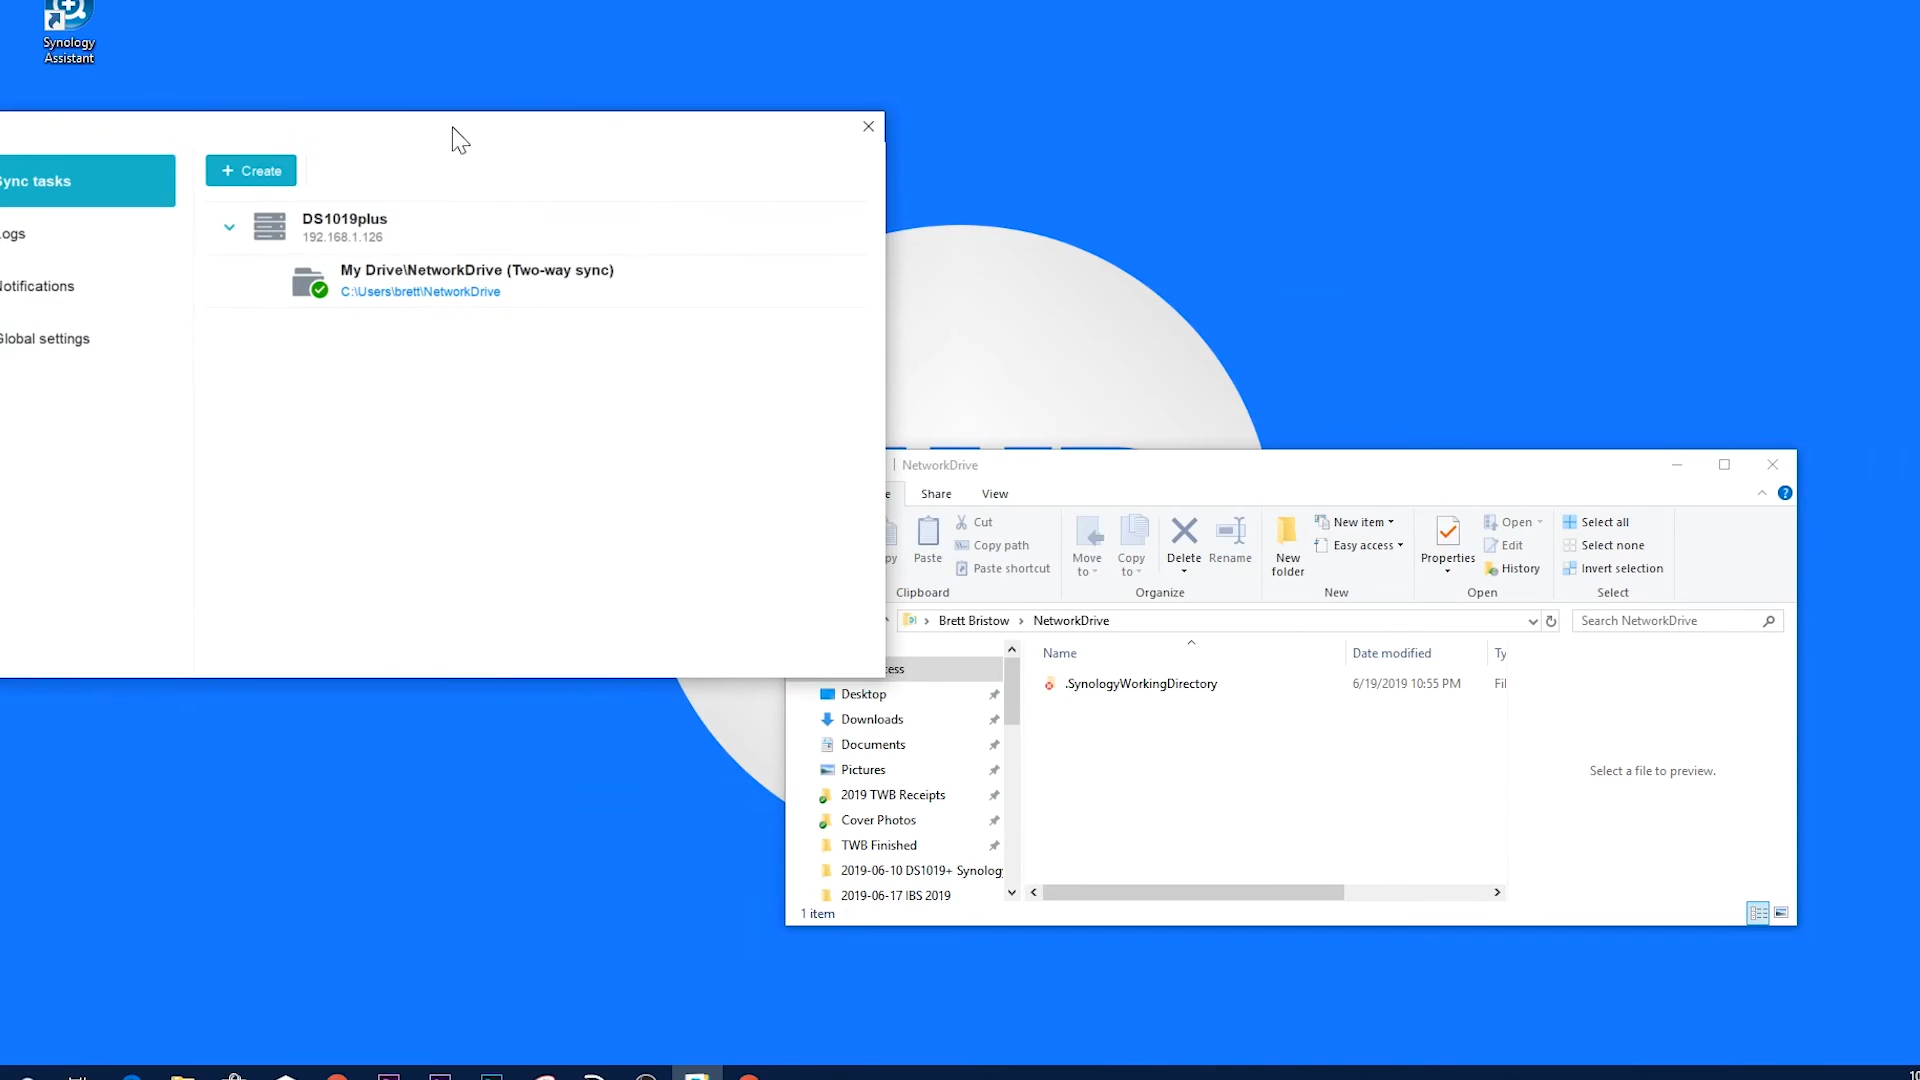 Synology
Assistant
Sync tasks
+ Create
DS1019plus
192.168.1.126
My Drive\NetworkDrive (Two-way sync)
C:\Users\brett\NetworkDrive
ogs
otifications
Global settings
NetworkDrive
Share
View
Paste
Cut
Copy path
Paste shortcut
Clipboard
Move
to
Copy
to
Delete
Rename
Organize
New
folder
New item
Easy access
New
Properties
Open
Edit
History
Open
Select all
Select none
Invert selection
Select
Brett Bristow > NetworkDrive
Search NetworkDrive
ess
Desktop
Downloads
Documents
Pictures
2019 TWB Receipts
Cover Photos
TWB Finished
2019-06-10 DS1019+ Synology
2019-06-17 IBS 2019
Name
Date modified
Ty
.SynologyWorkingDirectory
6/19/2019 10:55 PM
Fil
Select a file to preview.
1 item